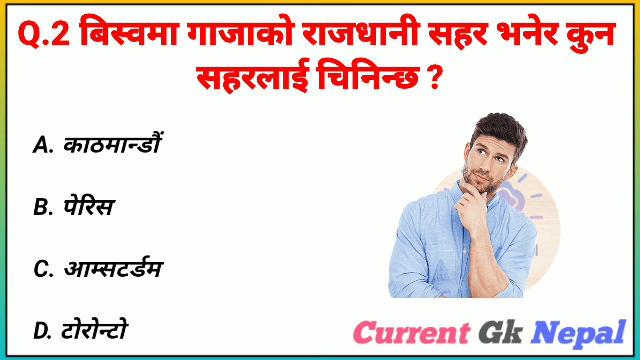 Q.2 बिस्वमा गाजाको राजधानी सहर भनेर कुन
सहरलाई चिनिन्छ ?
A. काठमान्डौं
B. पेरिस
C. आम्सटर्डम
D. टोरोन्टो
Current Gk Nepal